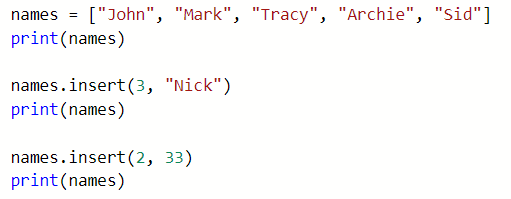 names = ["John", "Mark", "Tracy", "Archie", "Sid"]
print(names)
names.insert(3, "Nick")
print(names)
names.insert(2, 33)
print(names)